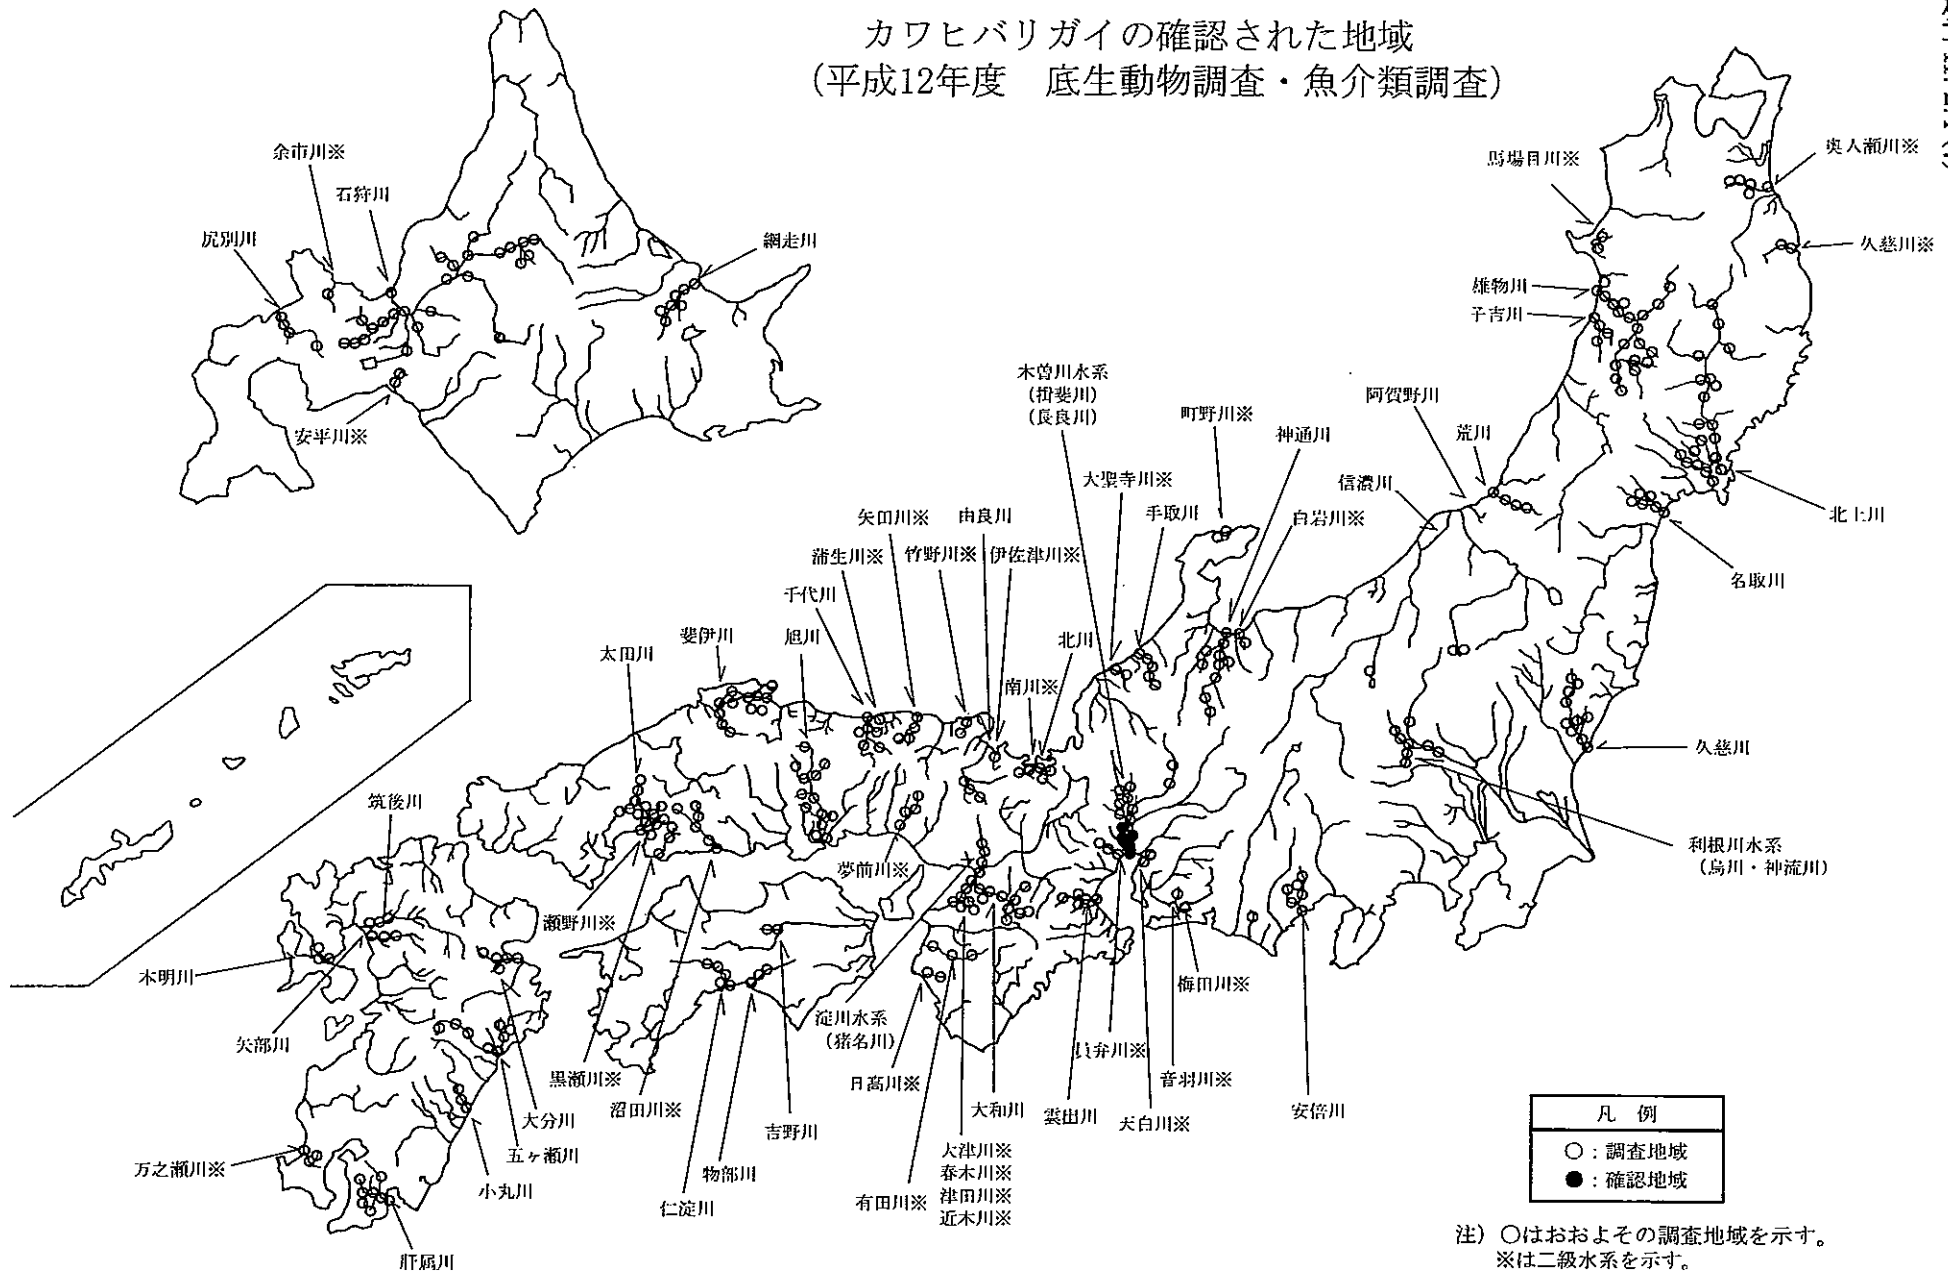 カワヒバリガイの確認された地域
(平成12年度　底生動物調査・魚介類調査)
余市川※
石狩川
尻別川
網走川
安平川※
馬場目川※
奥入瀬川※
久慈川※
雄物川
子吉川
木曽川水系
(揖斐川)
(長良川)
町野川※
神通川
阿賀野川
荒川
信濃川
大聖寺川※
手取川
白岩川※
北上川
名取川
矢田川※
由良川
蒲生川※
竹野川※
伊佐津川※
千代川
旭川
斐伊川
太田川
北川
南川※
久慈川
利根川水系
(烏川・神流川)
筑後川
夢前川※
瀬野川※
本明川
矢部川
梅田川※
淀川水系
(猪名川)
員弁川※
日高川※
音羽川※
黒瀬川※
沼田川※
大和川
雲出川
天白川※
安倍川
大分川
五ヶ瀬川
吉野川
物部川
仁淀川
有田川※
大津川※
春木川※
津田川※
近木川※
万之瀬川※
小丸川
肝属川
凡　例
○：調査地域
●：確認地域
注）○はおおよその調査地域を示す。
※は二級水系を示す。